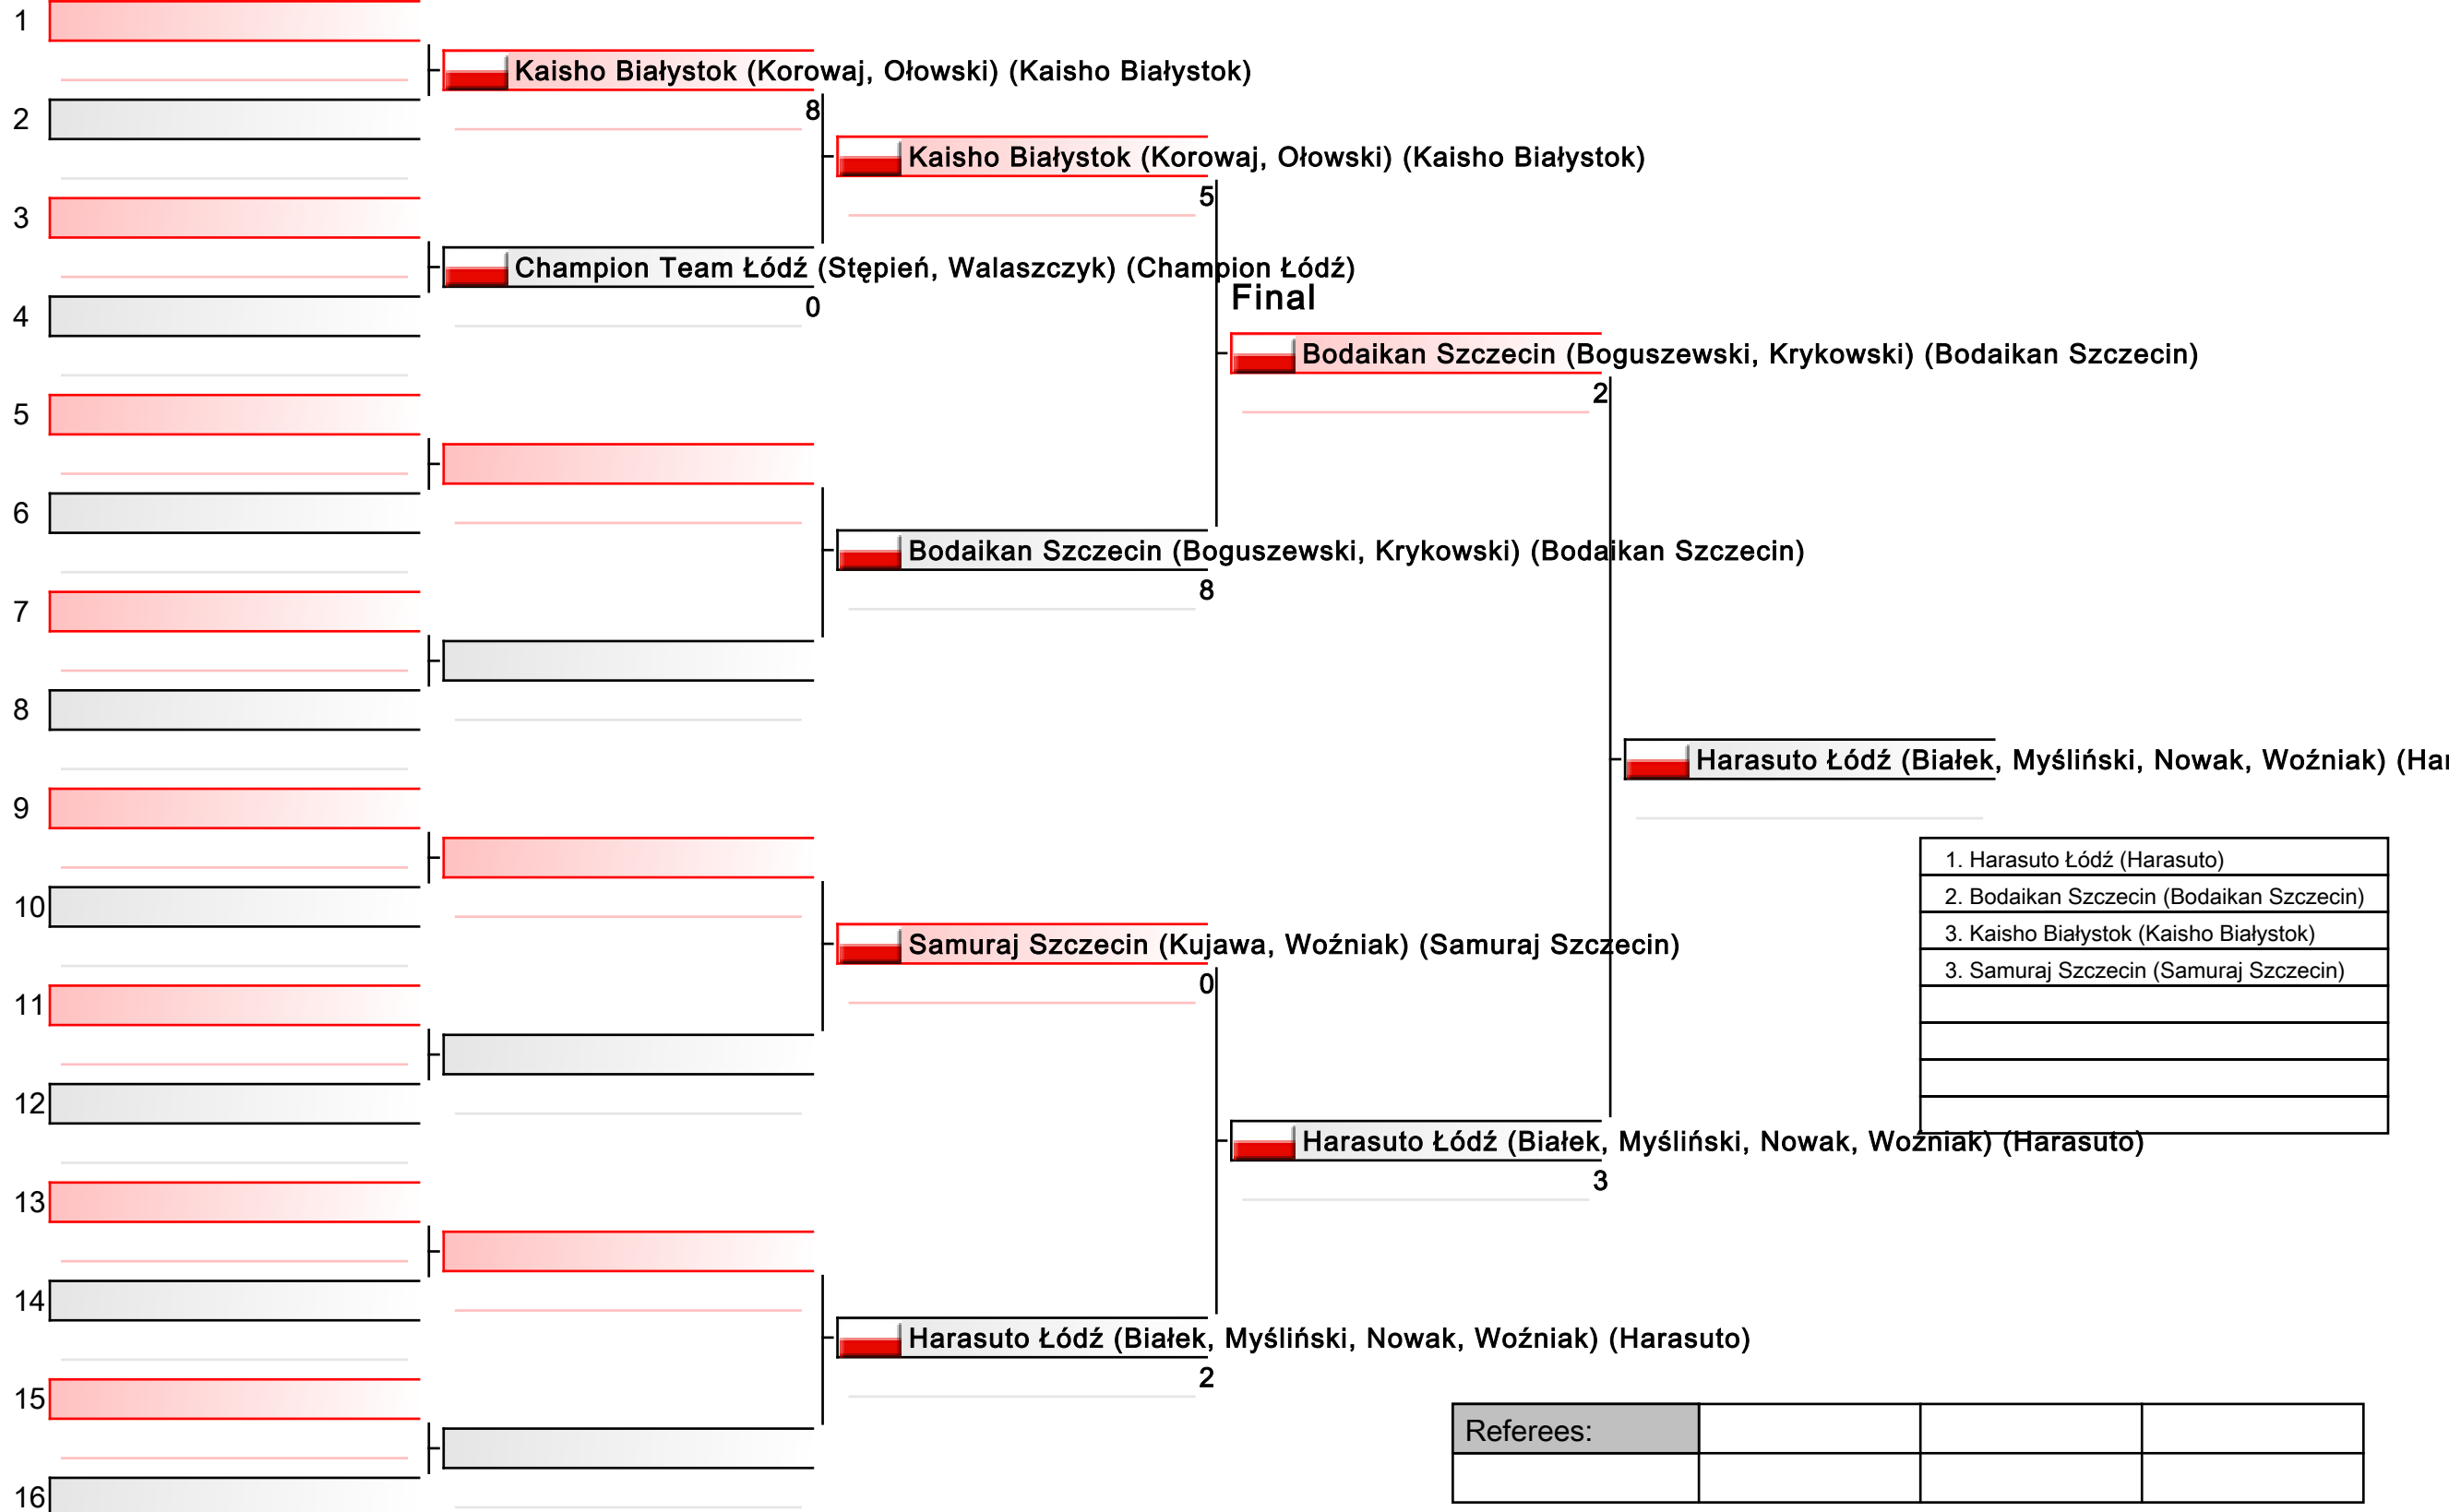 1
Kaisho Białystok (Korowaj, Ołowski) (Kaisho Białystok)
8
2
Kaisho Białystok (Korowaj, Ołowski) (Kaisho Białystok)
5
3
Champion Team Łódź (Stępień, Walaszczyk) (Champion Łódź)
0
Final
4
Bodaikan Szczecin (Boguszewski, Krykowski) (Bodaikan Szczecin)
2
5
6
Bodaikan Szczecin (Boguszewski, Krykowski) (Bodaikan Szczecin)
8
7
8
Harasuto Łódź (Białek, Myśliński, Nowak, Woźniak) (Har
9
1. Harasuto Łódź (Harasuto)
2. Bodaikan Szczecin (Bodaikan Szczecin)
3. Kaisho Białystok (Kaisho Białystok)
3. Samuraj Szczecin (Samuraj Szczecin)
10
Samuraj Szczecin (Kujawa, Woźniak) (Samuraj Szczecin)
0
11
12
Harasuto Łódź (Białek, Myśliński, Nowak, Woźniak) (Harasuto)
3
13
14
Harasuto Łódź (Białek, Myśliński, Nowak, Woźniak) (Harasuto)
2
15
Referees:
16